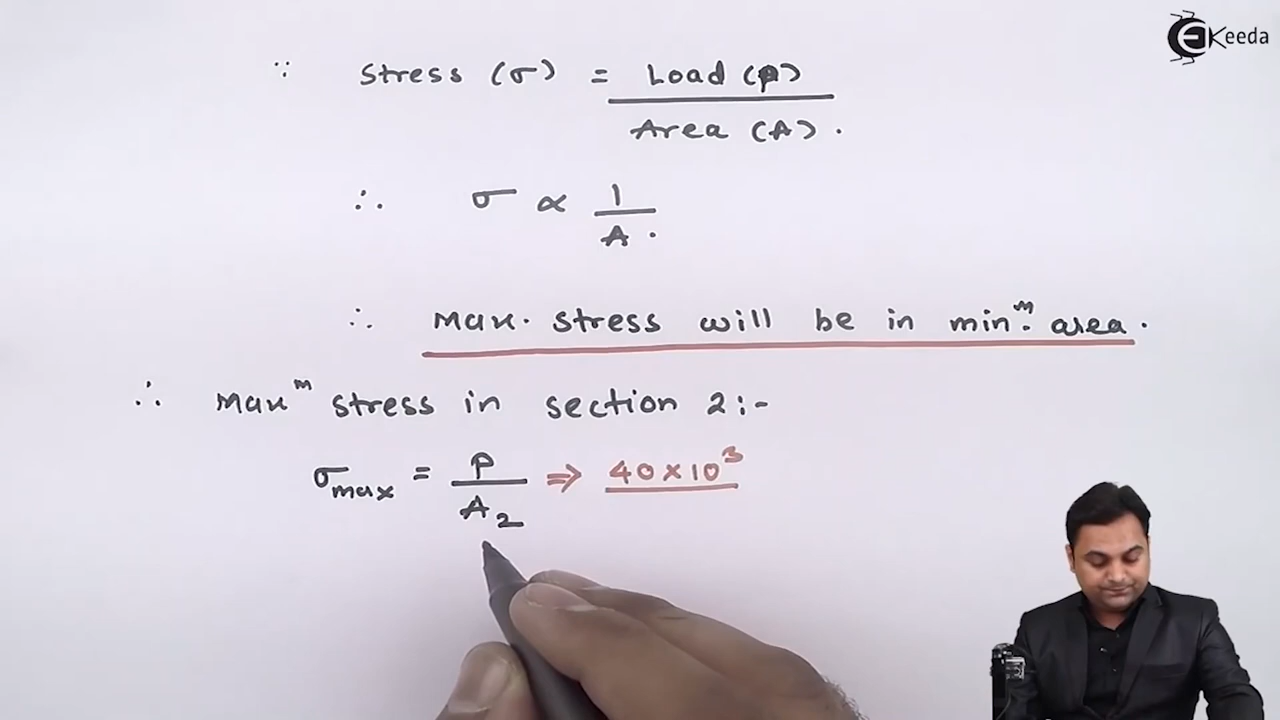 Ekeeda
∵ Stress (σ) = Load (P)
Area (A).
∴ σ ∝ 1
A.
∴ Max. stress will be in minᵐ. area.
∴ Maxᵐ stress in section 2:-
σmax = P ⇒ 40×10³
A₂